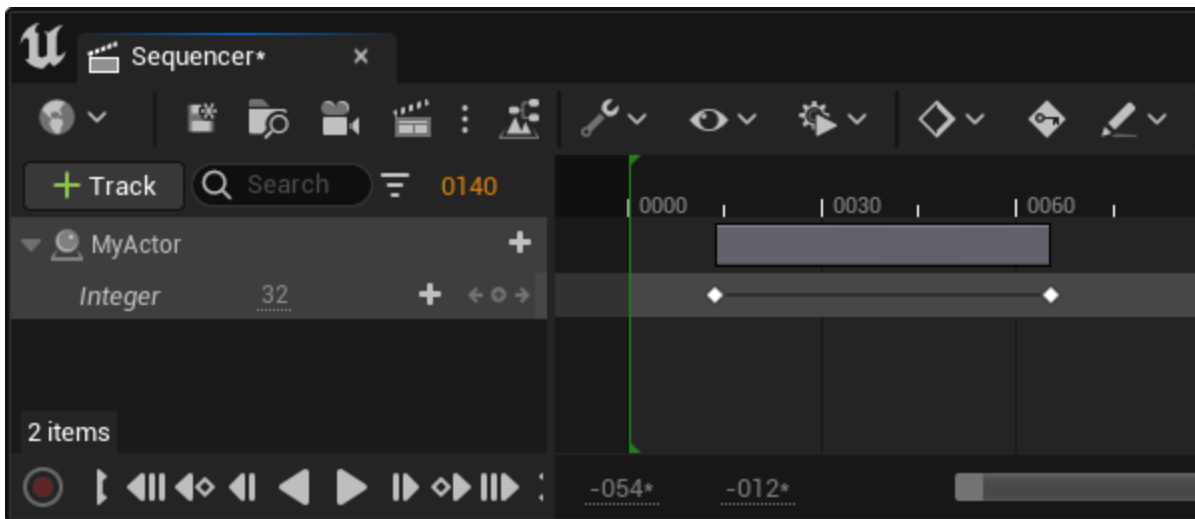 Sequencer*
Track
Search
0140
0000
0030
0060
MyActor
Integer
32
2 items
-054*
-012*